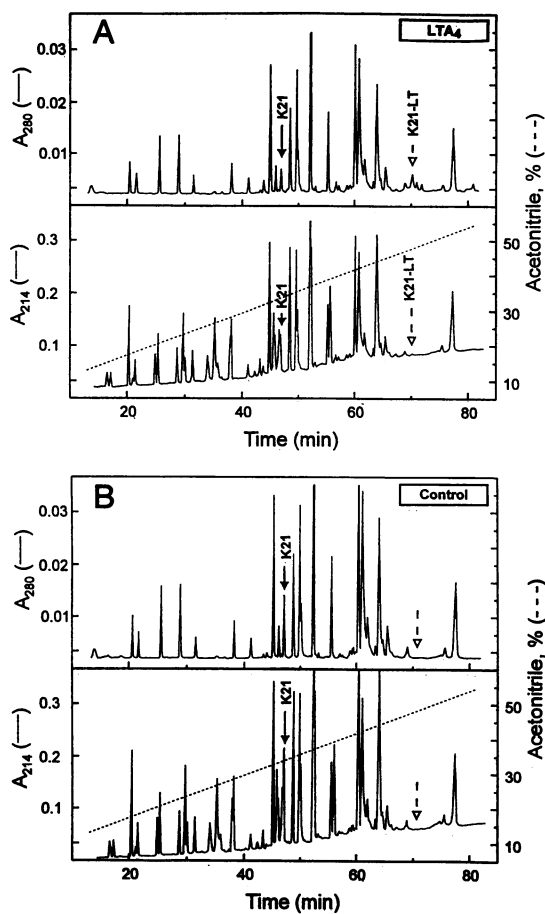 A
LTA4
0.03
0.02
0.01
A280 (—)
K21
K21-LT
0.3
0.2
0.1
A214 (—)
K21
K21-LT
50
30
10
Acetonitrile, % (---)
20
40
60
80
Time (min)
B
Control
0.03
0.02
0.01
A280 (—)
K21
0.3
0.2
0.1
A214 (—)
K21
50
30
10
Acetonitrile, % (---)
20
40
60
80
Time (min)